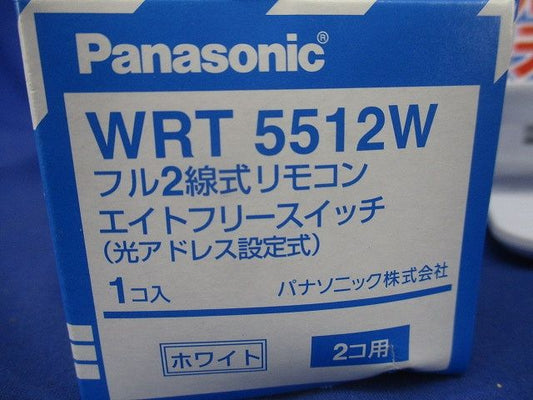 Panasonic®
WRT 5512W
フル2線式リモコン
エイトフリースイッチ
(光アドレス設定式)
1コ入
パナソニック株式会社
ホワイト
2コ用